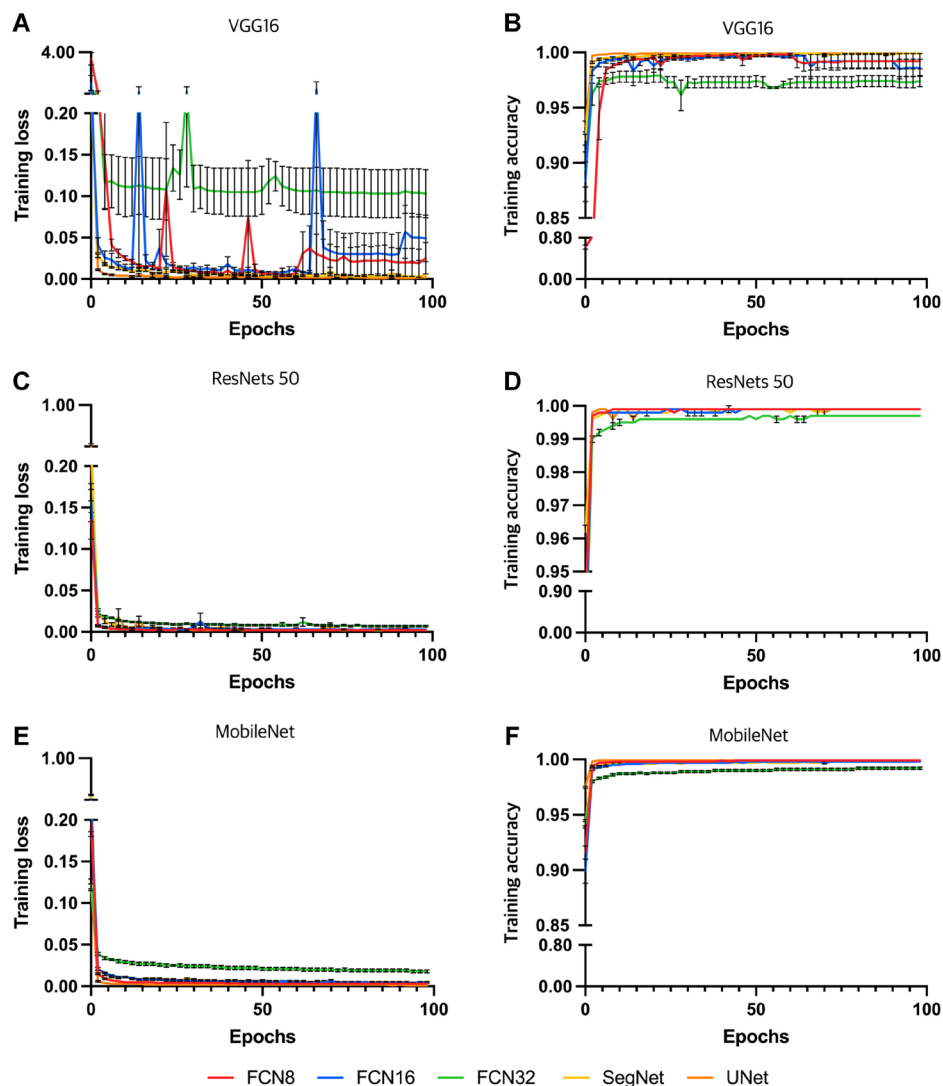 A
VGG16
4.00
0.20
0.15
0.10
0.05
0.00
Training loss
0
50
100
Epochs
B
VGG16
1.00
0.95
0.90
0.85
0.80
0.00
Training accuracy
0
50
100
Epochs
C
ResNets 50
1.00
0.20
0.15
0.10
0.05
0.00
Training loss
0
50
100
Epochs
D
ResNets 50
1.00
0.99
0.98
0.97
0.96
0.95
0.90
0.00
Training accuracy
0
50
100
Epochs
E
MobileNet
1.00
0.20
0.15
0.10
0.05
0.00
Training loss
0
50
100
Epochs
F
MobileNet
1.00
0.95
0.90
0.85
0.80
0.00
Training accuracy
0
50
100
Epochs
FCN8 FCN16 FCN32 SegNet UNet